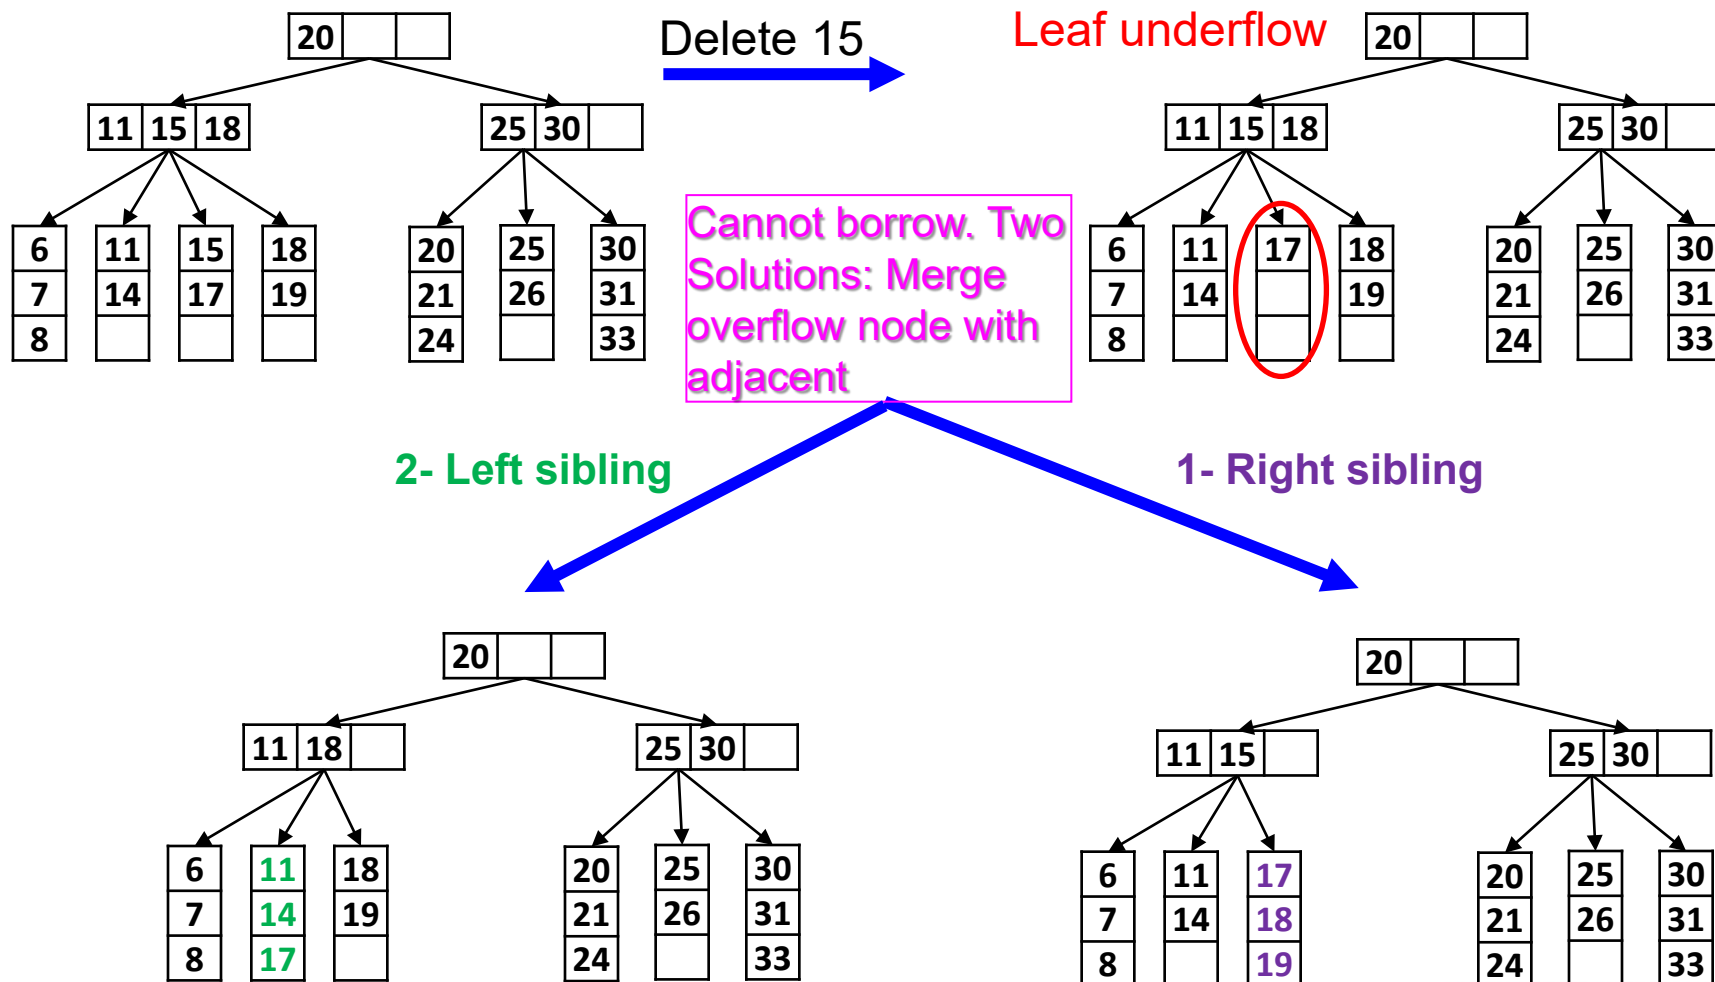 Delete 15
Leaf underflow
20
11 15 18
25 30
6 11 15 18
7 14 17 19
8
20 25 30
21 26 31
24 33
20
11 15 18
25 30
6 11 17 18
7 14 19
8
20 25 30
21 26 31
24 33
Cannot borrow. Two
Solutions: Merge
overflow node with
adjacent
2- Left sibling
1- Right sibling
20
11 18
25 30
6 11 18
7 14 19
8 17
20 25 30
21 26 31
24 33
20
11 15
25 30
6 11 17
7 14 18
8 19
20 25 30
21 26 31
24 33